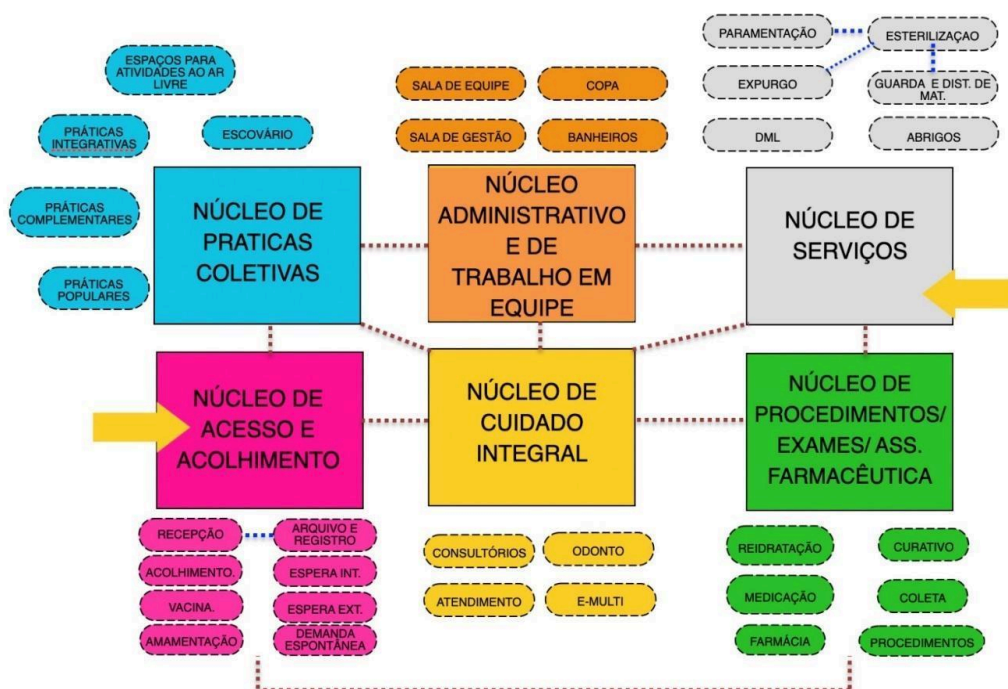 ESPAÇOS PARA
ATIVIDADES AO AR
LIVRE
PRÁTICAS
INTEGRATIVAS
ESCOVÁRIO
PRÁTICAS
COMPLEMENTARES
PRÁTICAS
POPULARES
NÚCLEO DE
PRATICAS
COLETIVAS
SALA DE EQUIPE
COPA
SALA DE GESTÃO
BANHEIROS
NÚCLEO
ADMINISTRATIVO
E DE
TRABALHO EM
EQUIPE
PARAMENTAÇÃO
ESTERILIZAÇAO
EXPURGO
GUARDA E DIST. DE
MAT.
DML
ABRIGOS
NÚCLEO DE
SERVIÇOS
NÚCLEO DE
ACESSO E
ACOLHIMENTO
NÚCLEO DE
CUIDADO
INTEGRAL
NÚCLEO DE
PROCEDIMENTOS/
EXAMES/ ASS.
FARMACÊUTICA
RECEPÇÃO
ARQUIVO E
REGISTRO
ACOLHIMENTO.
ESPERA INT.
VACINA.
ESPERA EXT.
AMAMENTAÇÃO
DEMANDA
ESPONTÂNEA
CONSULTÓRIOS
ODONTO
ATENDIMENTO
E-MULTI
REIDRATAÇÃO
CURATIVO
MEDICAÇÃO
COLETA
FARMÁCIA
PROCEDIMENTOS